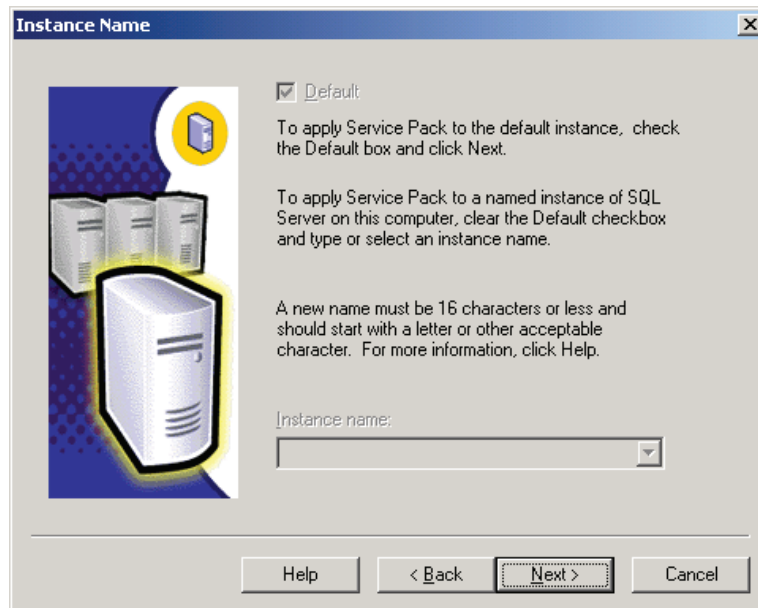 Instance Name
Default
To apply Service Pack to the default instance, check
the Default box and click Next.
To apply Service Pack to a named instance of SQL
Server on this computer, clear the Default checkbox
and type or select an instance name.
A new name must be 16 characters or less and
should start with a letter or other acceptable
character. For more information, click Help.
Instance name:
Help
< Back
Next >
Cancel